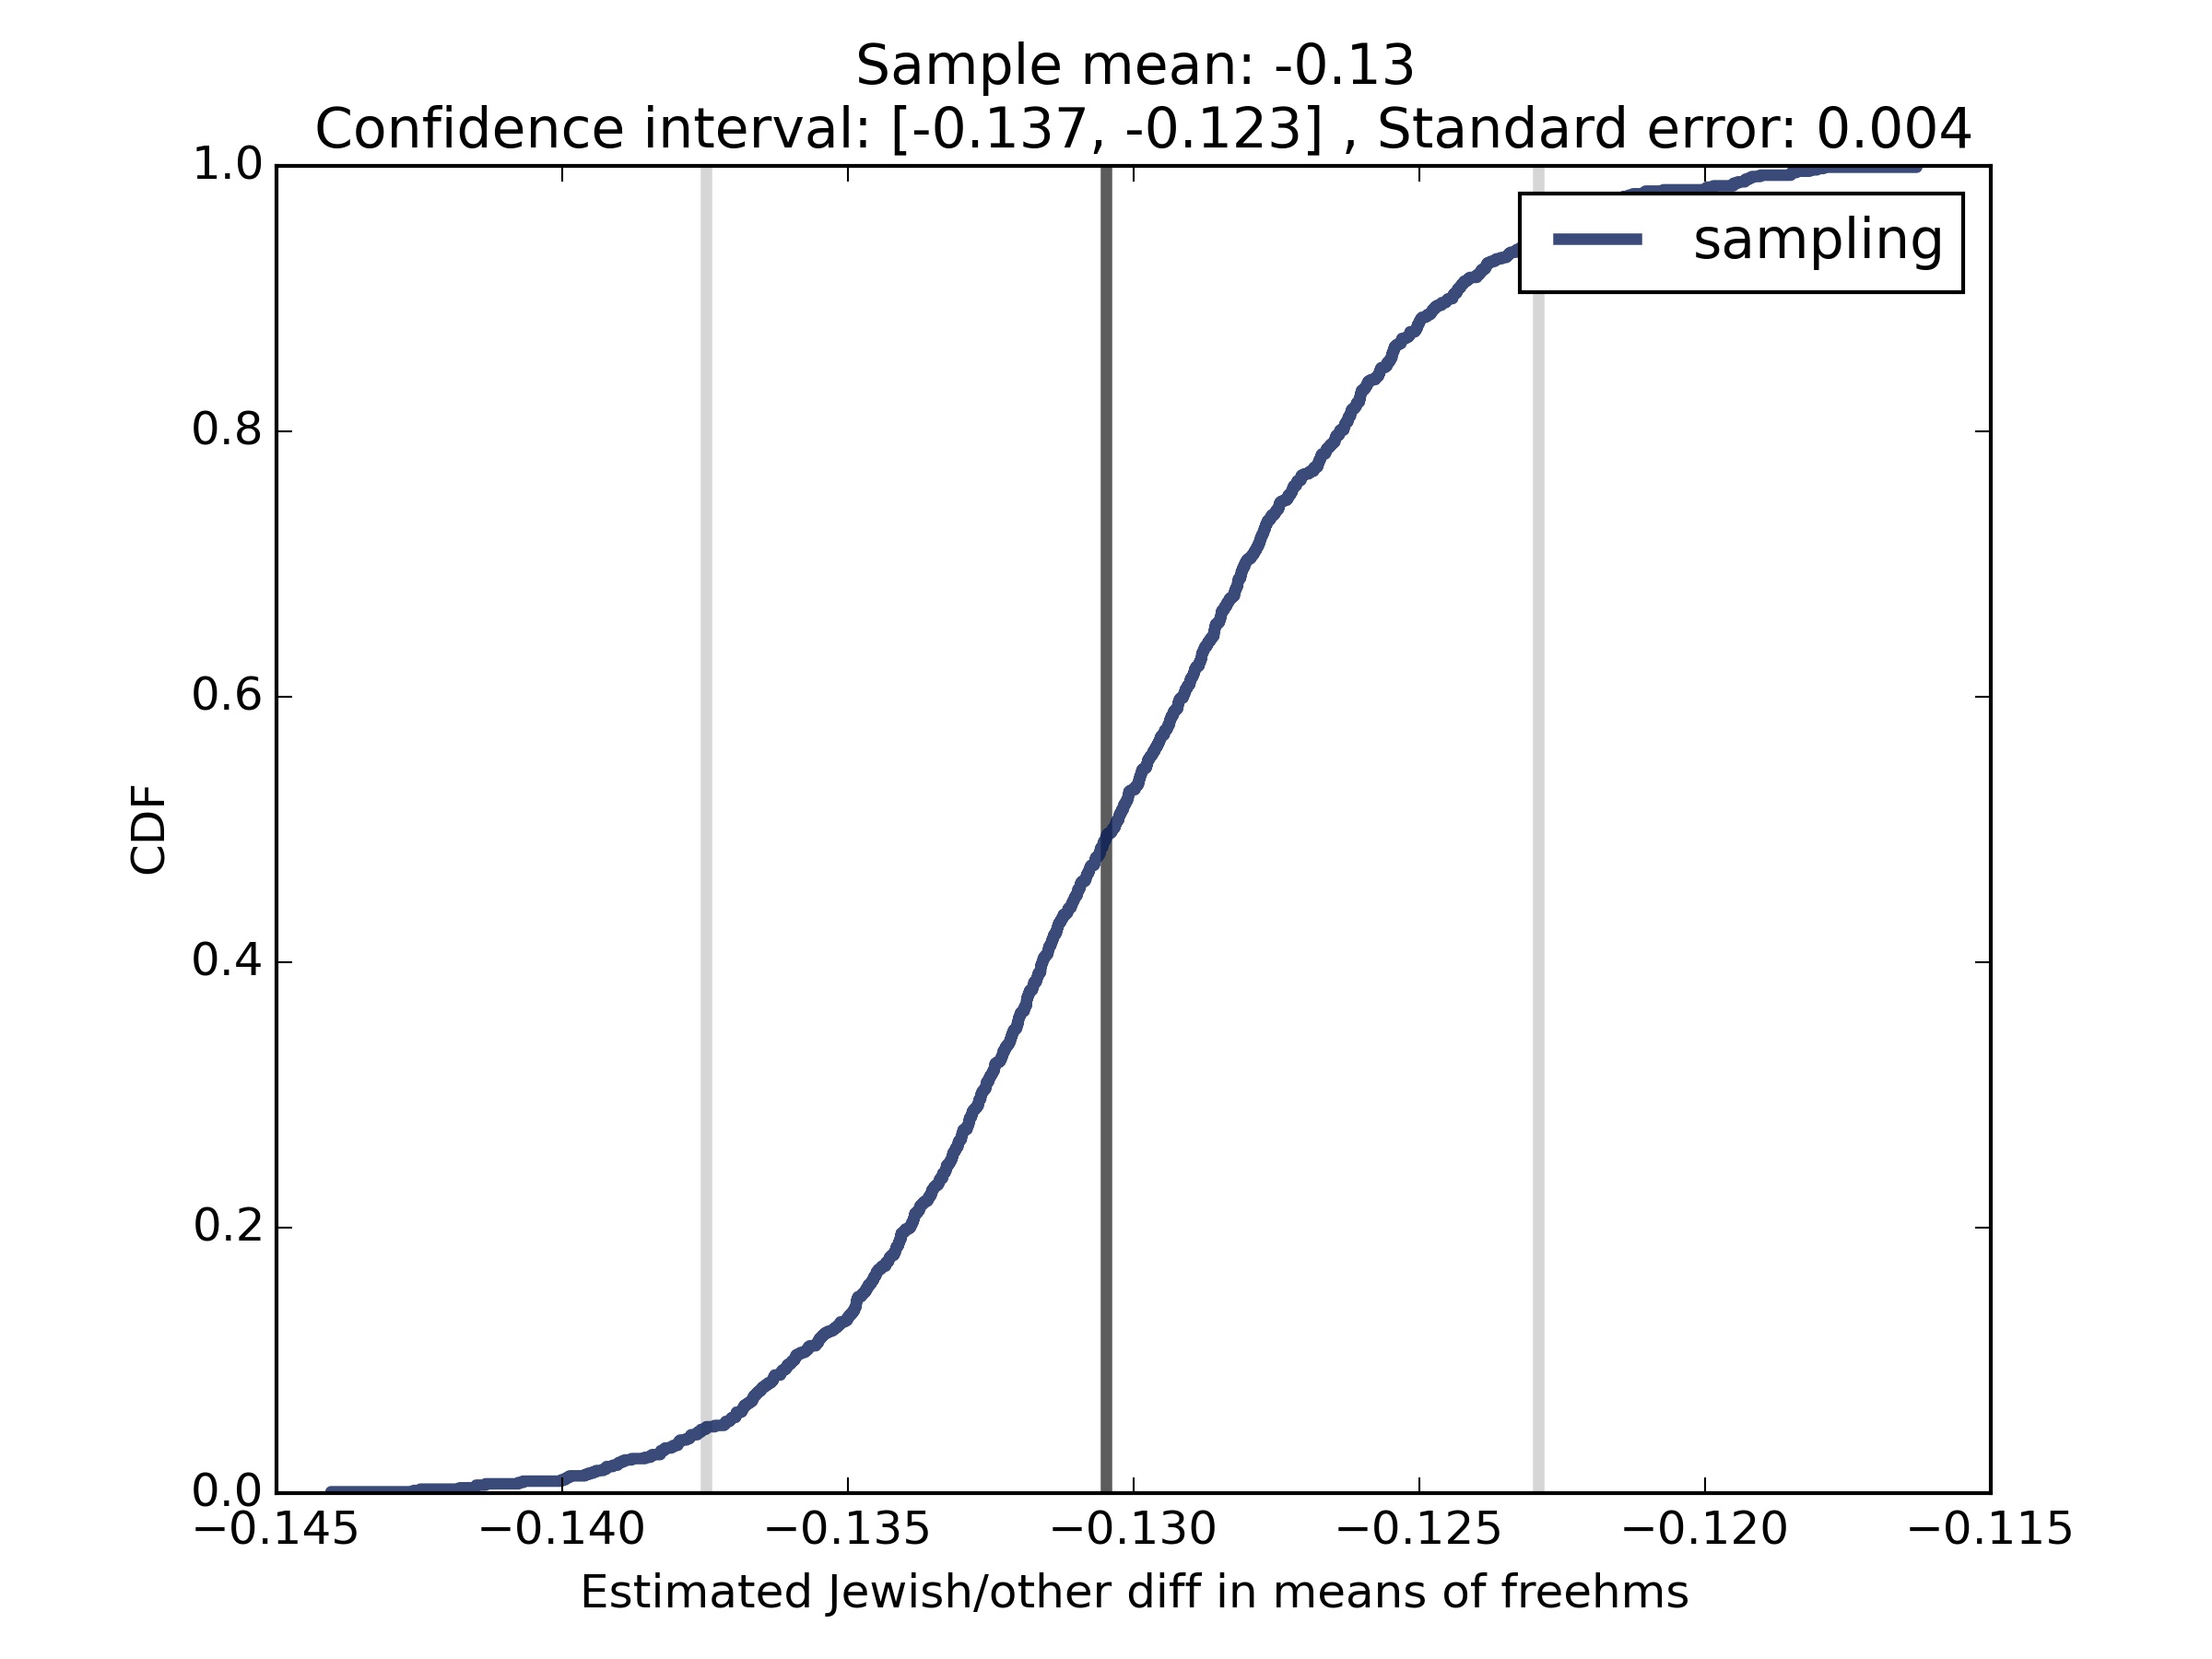 Sample mean: -0.13
Confidence interval: [-0.137, -0.123] , Standard error: 0.004
sampling
1.0
0.8
0.6
0.4
0.2
0.0
CDF
−0.145 −0.140 −0.135 −0.130 −0.125 −0.120 −0.115
Estimated Jewish/other diff in means of freehms